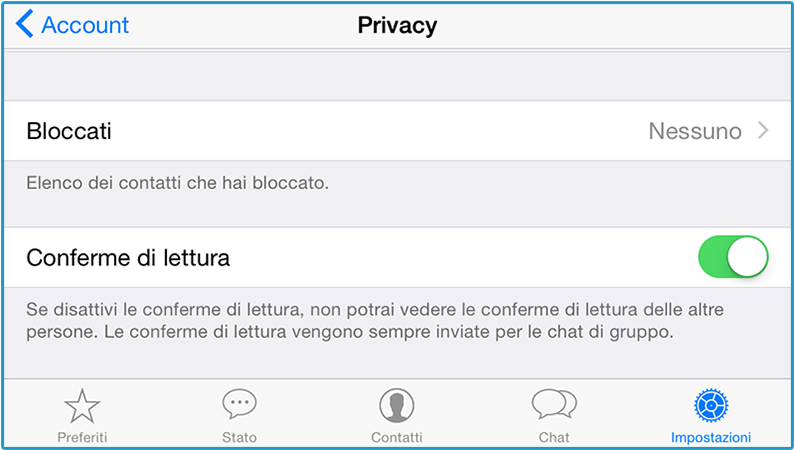 Account
Privacy
Bloccati
Nessuno
Elenco dei contatti che hai bloccato.
Conferme di lettura
Se disattivi le conferme di lettura, non potrai vedere le conferme di lettura delle altre
persone. Le conferme di lettura vengono sempre inviate per le chat di gruppo.
Preferiti
Stato
Contatti
Chat
Impostazioni